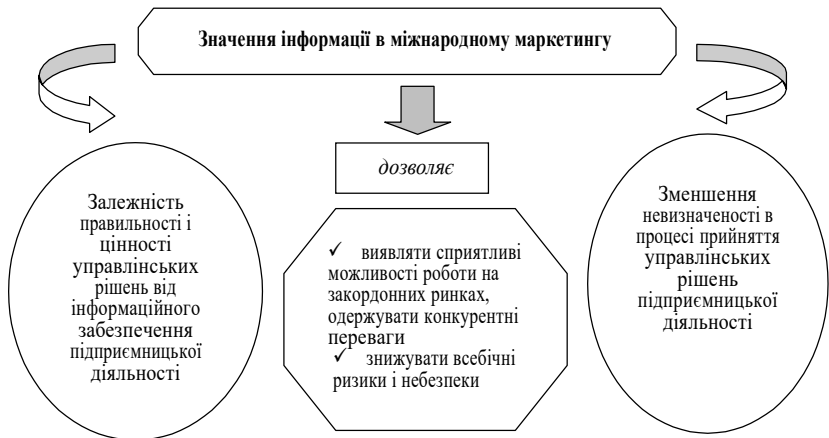 Значення інформації в міжнародному маркетингу
Залежність
правильності і
цінності
управлінських
рішень від
інформаційного
забезпечення
підприємницької
діяльності
дозволяє
✓ виявляти сприятливі
можливості роботи на
закордонних ринках,
одержувати конкурентні
переваги
✓ знижувати всебічні
ризики і небезпеки
Зменшення
невизначеності в
процесі прийняття
управлінських
рішень
підприємницької
діяльності